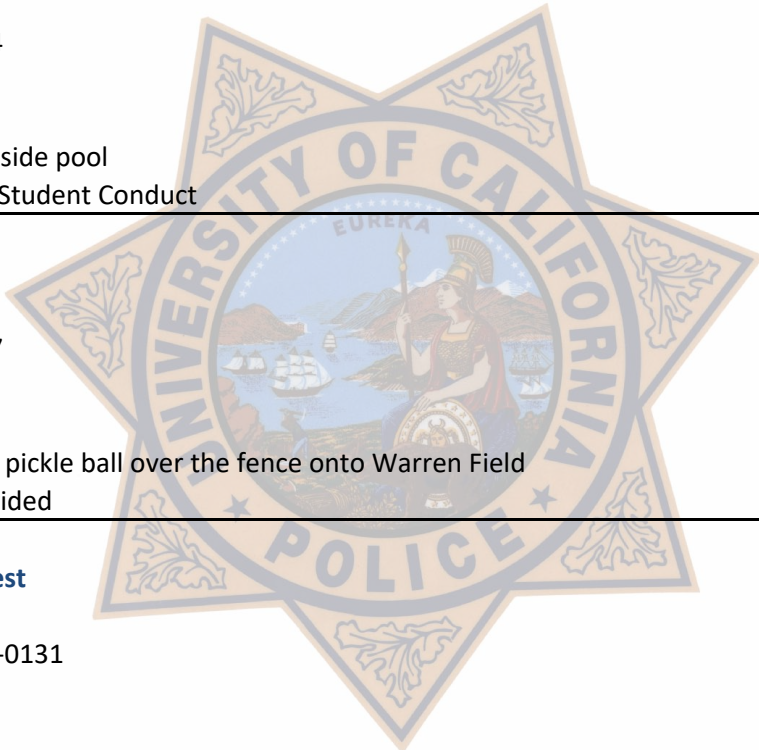 side pool
Student Conduct
pickle ball over the fence onto Warren Field
ided
est
-0131
UNIVERSITY OF CALIFORNIA
EUREKA
POLICE